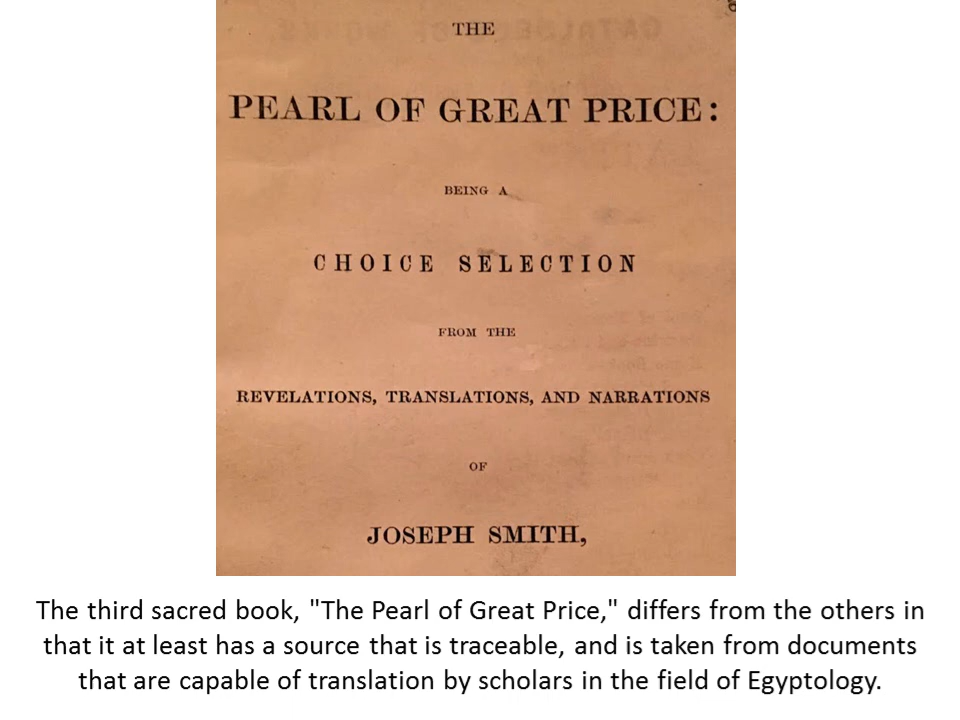 THE
PEARL OF GREAT PRICE:
BEING A
CHOICE SELECTION
FROM THE
REVELATIONS, TRANSLATIONS, AND NARRATIONS
OF
JOSEPH SMITH,
The third sacred book, "The Pearl of Great Price," differs from the others in
that it at least has a source that is traceable, and is taken from documents
that are capable of translation by scholars in the field of Egyptology.